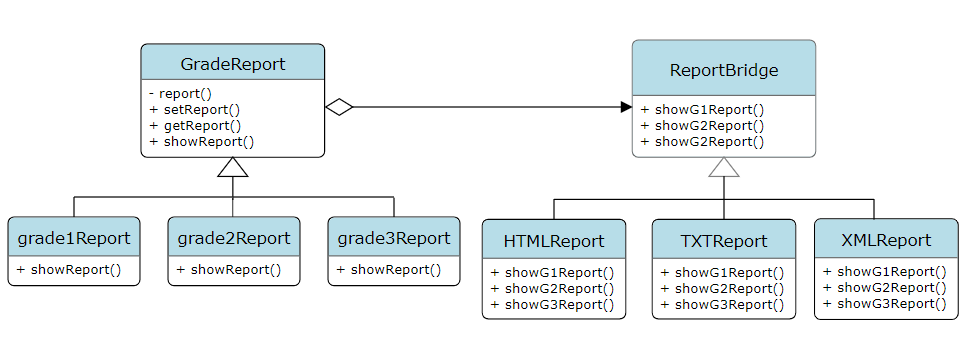 GradeReport
- report()
+ setReport()
+ getReport()
+ showReport()
ReportBridge
+ showG1Report()
+ showG2Report()
+ showG2Report()
grade1Report
+ showReport()
grade2Report
+ showReport()
grade3Report
+ showReport()
HTMLReport
+ showG1Report()
+ showG2Report()
+ showG3Report()
TXTReport
+ showG1Report()
+ showG2Report()
+ showG3Report()
XMLReport
+ showG1Report()
+ showG2Report()
+ showG3Report()